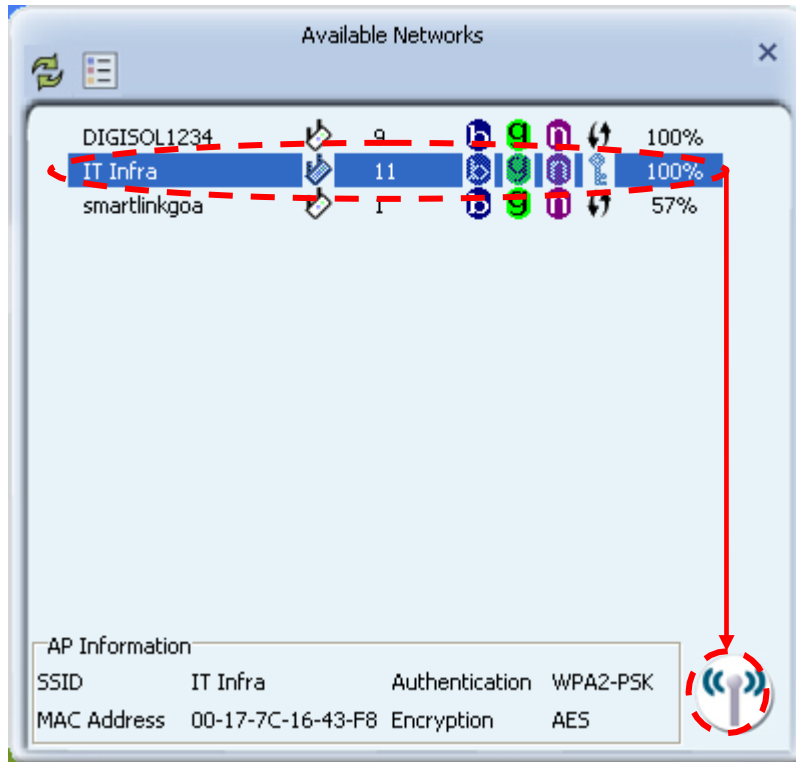 Available Networks
DIGISOL1234 9 b g n 100%
IT Infra 11 b g n 100%
smartlinkgoa 1 b g n 57%
AP Information
SSID IT Infra Authentication WPA2-PSK
MAC Address 00-17-7C-16-43-F8 Encryption AES